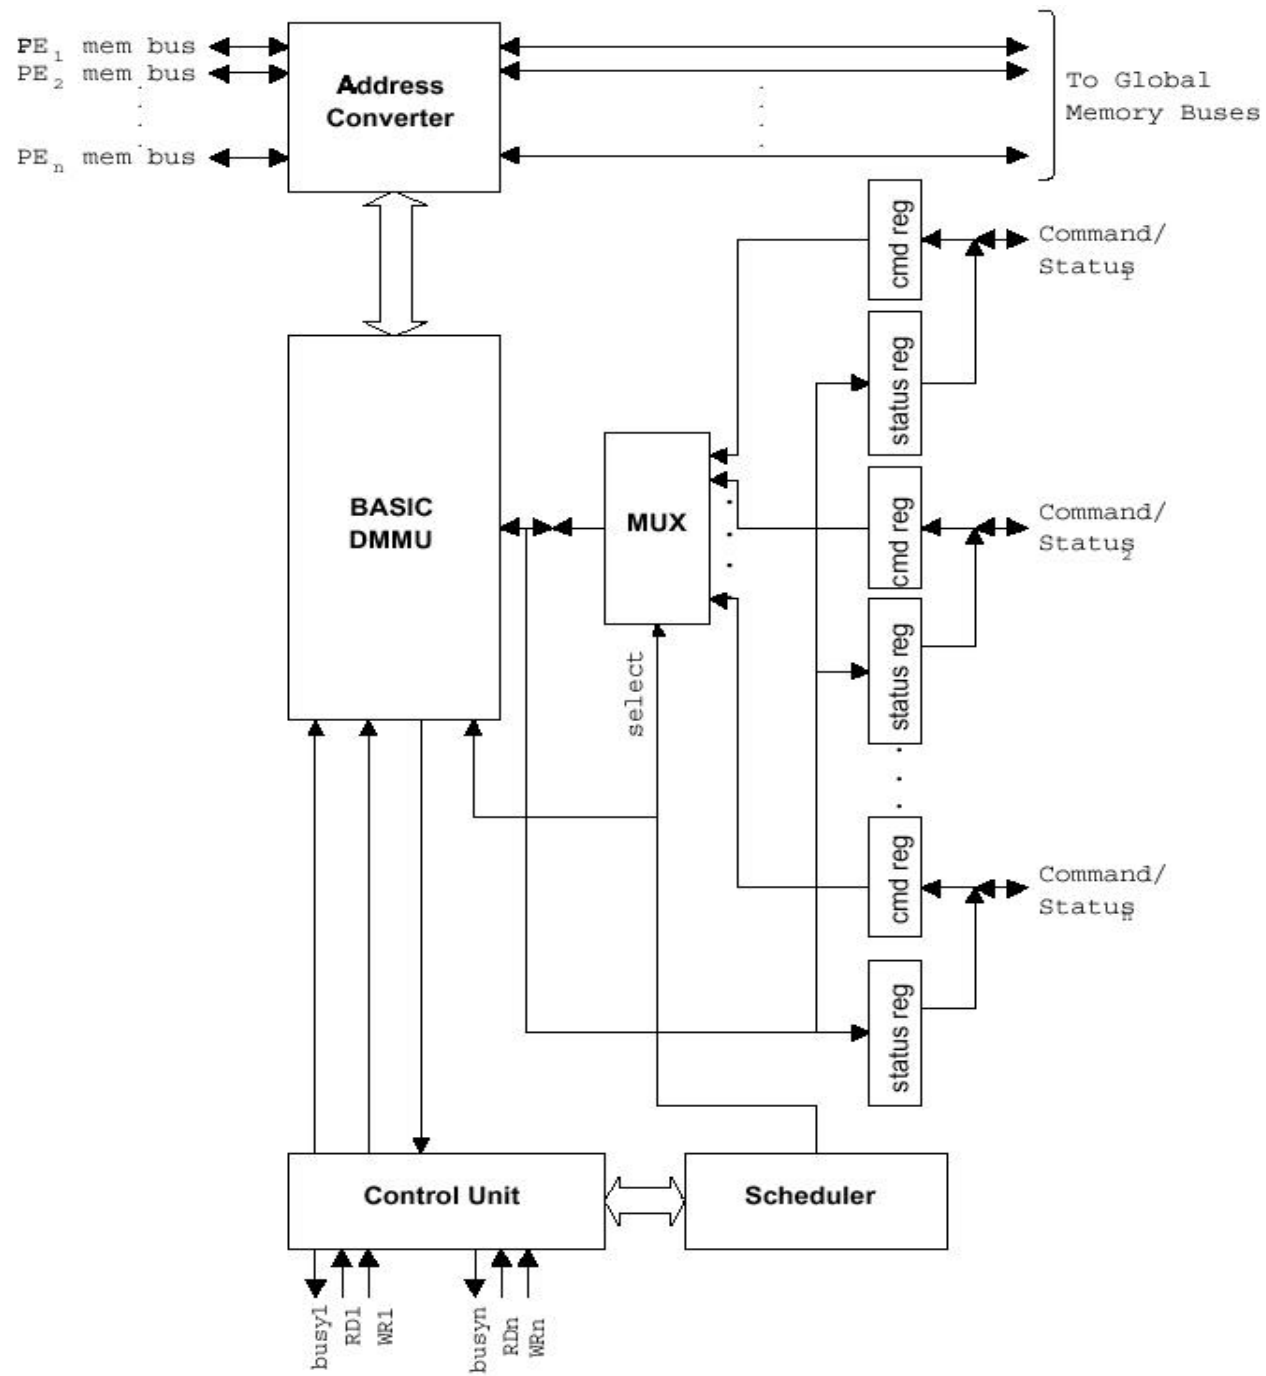 PE1 mem bus
PE2 mem bus
PEn mem bus
Address
Converter
To Global
Memory Buses
cmd reg
Command/
Status1
status reg
BASIC
DMMU
MUX
cmd reg
Command/
Status2
status reg
select
cmd reg
Command/
Statusn
status reg
Control Unit
Scheduler
busy1
RD1
WR1
busyn
RDn
WRn